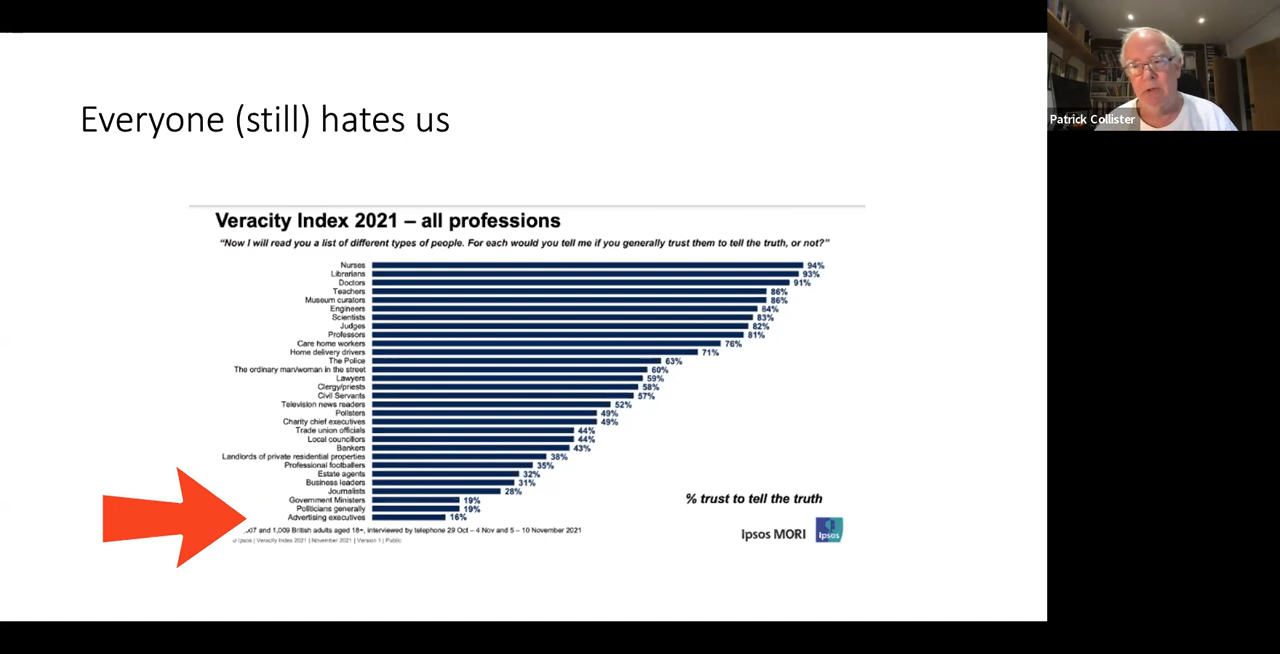 Everyone (still) hates us
Patrick Collister
Veracity Index 2021 – all professions
“Now I will read you a list of different types of people. For each would you tell me if you generally trust them to tell the truth, or not?”
Nurses 94%
Librarians 93%
Doctors 91%
Teachers 86%
Museum curators 86%
Engineers 84%
Scientists 83%
Judges 82%
Professors 81%
Care home workers 76%
Home delivery drivers 71%
The Police 63%
The ordinary man/woman in the street 60%
Lawyers 59%
Clergy/priests 58%
Civil Servants 57%
Television news readers 52%
Pollsters 49%
Charity chief executives 49%
Trade union officials 44%
Local councillors 44%
Bankers 43%
Landlords of private residential properties 38%
Professional footballers 35%
Estate agents 32%
Business leaders 31%
Journalists 28%
Government Ministers 19%
Politicians generally 19%
Advertising executives 16%
% trust to tell the truth
and 1,009 British adults aged 18+, interviewed by telephone 29 Oct – 4 Nov and 5 – 10 November 2021
© Ipsos | Veracity Index 2021 | November 2021 | Version 1 | Public
Ipsos MORI
Ipsos